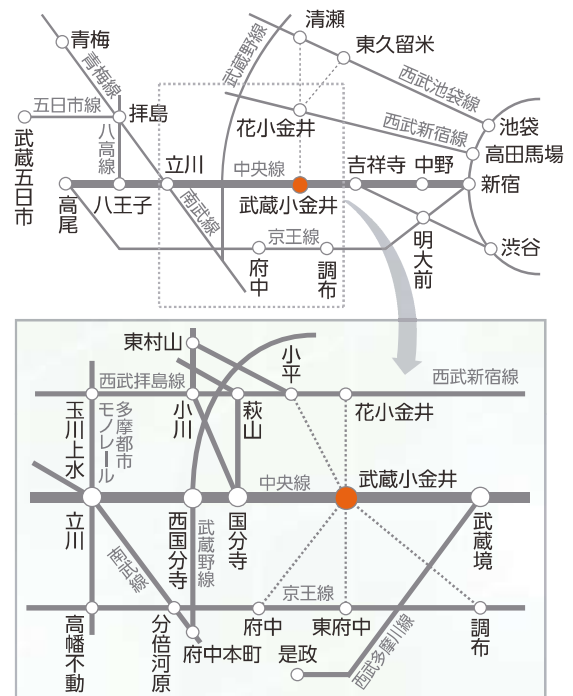 清瀬
東久留米
青梅
武蔵野線
青梅線
西武池袋線
五日市線
拝島
花小金井
西武新宿線
池袋
八高線
高田馬場
武蔵五日市
立川
中央線
吉祥寺
中野
新宿
高尾
八王子
南武線
武蔵小金井
京王線
明大前
渋谷
府中
調布
東村山
小平
西武拝島線
西武新宿線
玉川上水
多摩都市
モノレール
小川
萩山
花小金井
中央線
武蔵小金井
立川
南武線
西国分寺
武蔵野線
国分寺
武蔵境
京王線
高幡不動
分倍河原
府中本町
府中
東府中
是政
西武多摩川線
調布